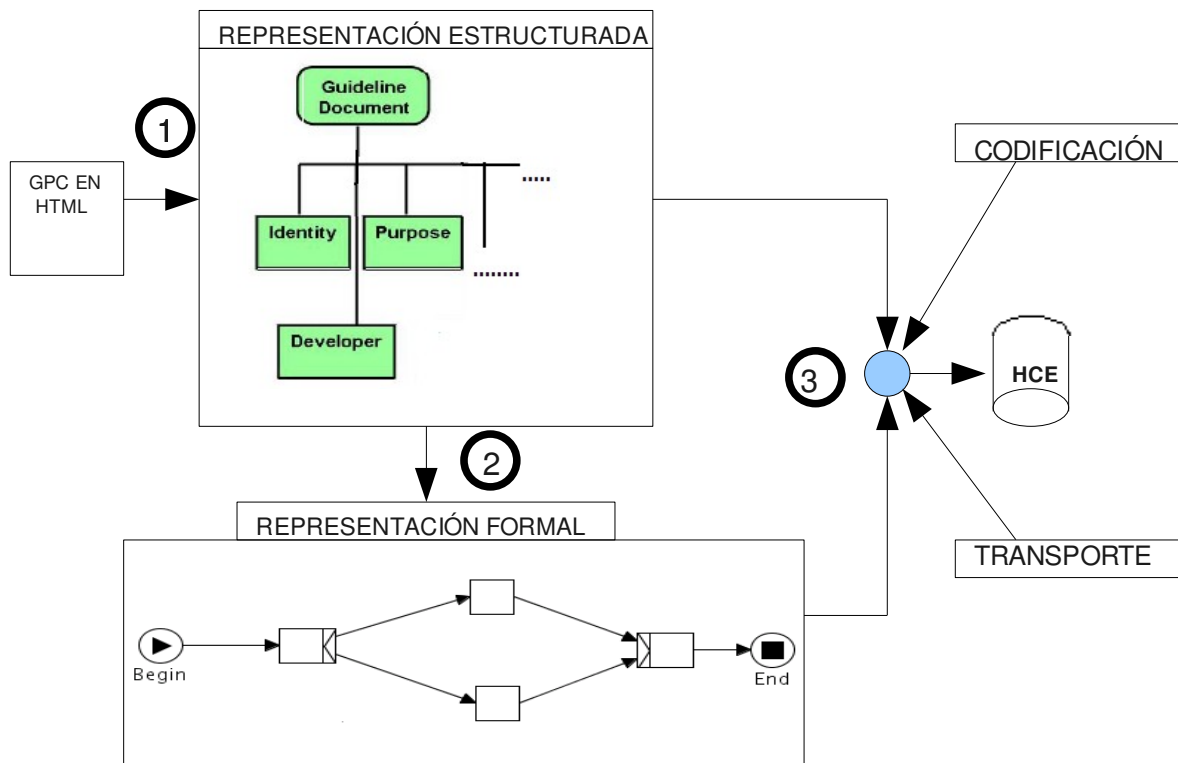 REPRESENTACIÓN ESTRUCTURADA
Guideline
Document
1
CODIFICACIÓN
GPC EN
HTML
.....
Identity
Purpose
........
Developer
3
HCE
2
REPRESENTACIÓN FORMAL
TRANSPORTE
Begin
End